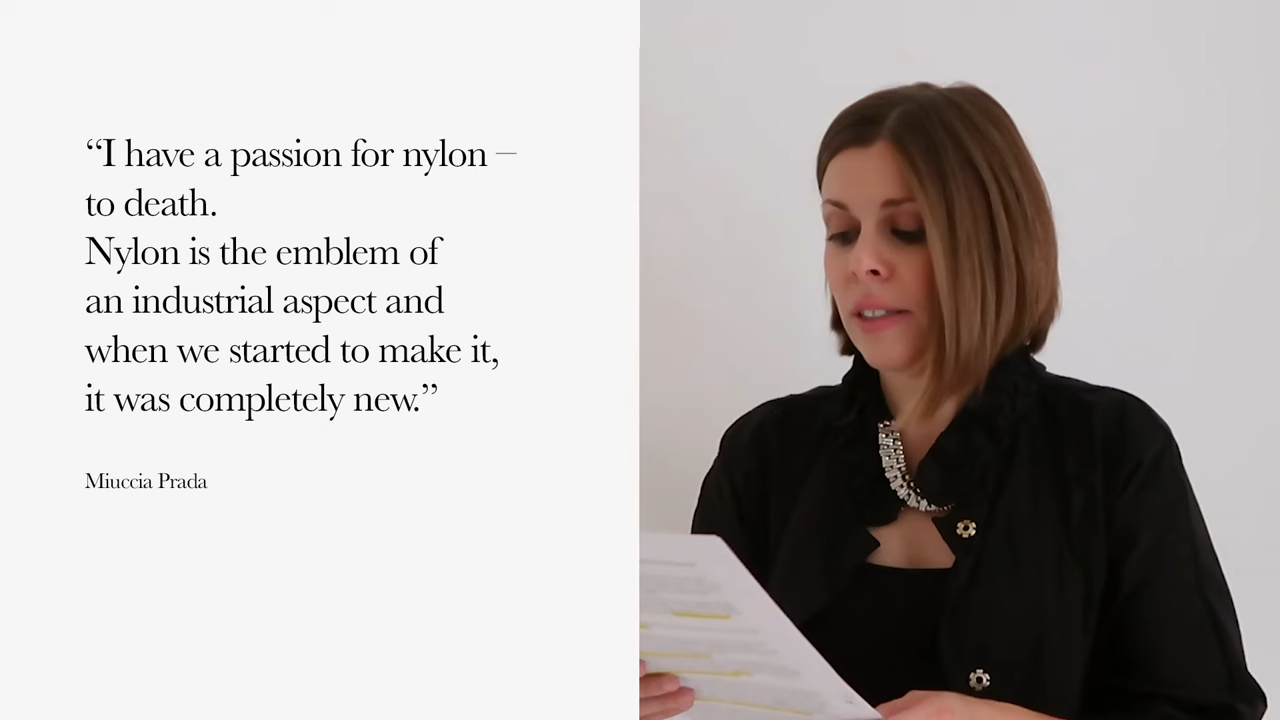 “I have a passion for nylon –
to death.
Nylon is the emblem of
an industrial aspect and
when we started to make it,
it was completely new.”
Miuccia Prada